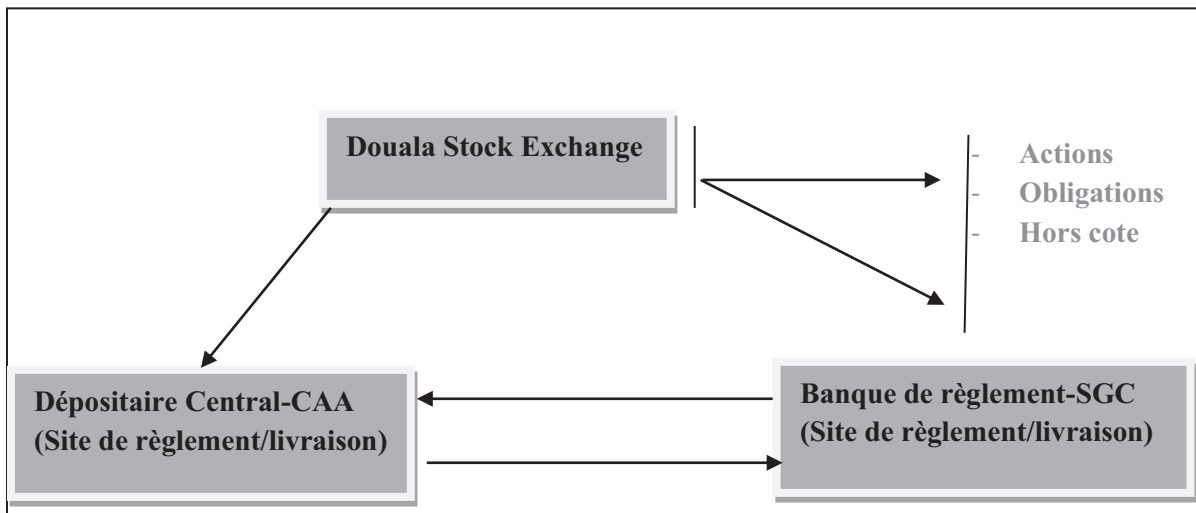 Douala Stock Exchange
- Actions
- Obligations
- Hors cote
Dépositaire Central-CAA
(Site de règlement/livraison)
Banque de règlement-SGC
(Site de règlement/livraison)